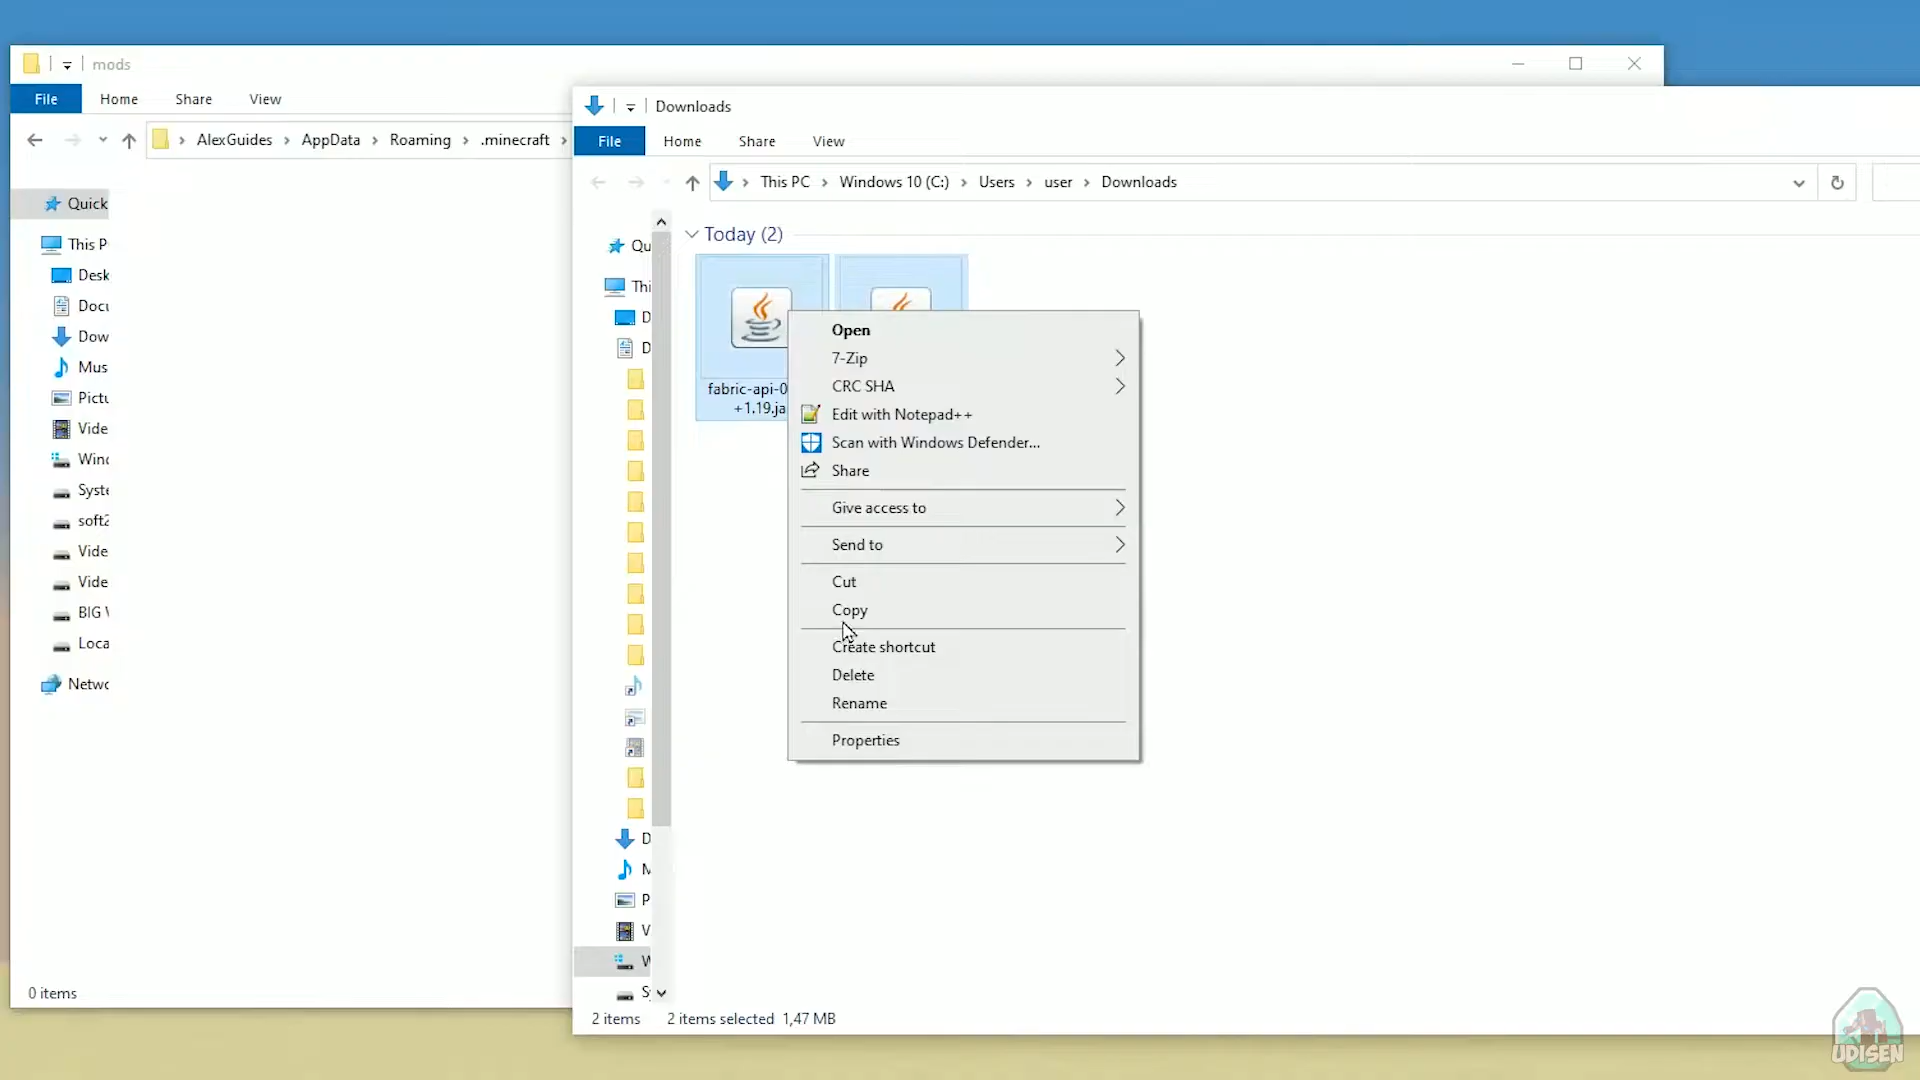 mods
File Home Share View
AlexGuides AppData Roaming .minecraft
Quick
This P
Desk
Docu
Dow
Mus
Pictu
Vide
Wind
Syste
soft2
Vide
Vide
BIG
Loca
Netwo
0 items
Downloads
File Home Share View
This PC Windows 10 (C:) Users user Downloads
Qu
Thi
D
D
D
M
P
V
W
Sy
Today (2)
fabric-api-0
+1.19.ja
Open
7-Zip
CRC SHA
Edit with Notepad++
Scan with Windows Defender...
Share
Give access to
Send to
Cut
Copy
Create shortcut
Delete
Rename
Properties
2 items 2 items selected 1,47 MB
UDISEN